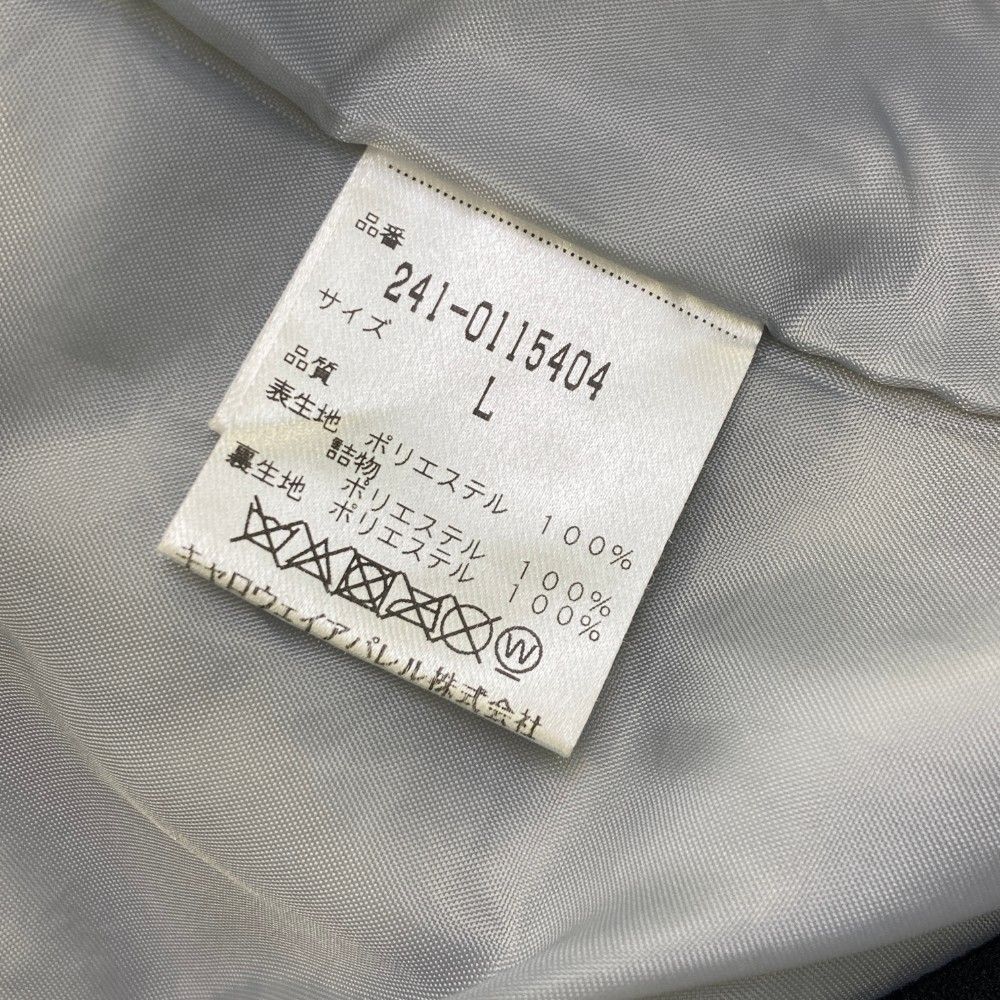 品番
241-0115404
サイズ
L
品質
表生地 ポリエステル 100%
詰物
ポリエステル 100%
裏生地 ポリエステル 100%
W
キャロウェイアパレル株式会社